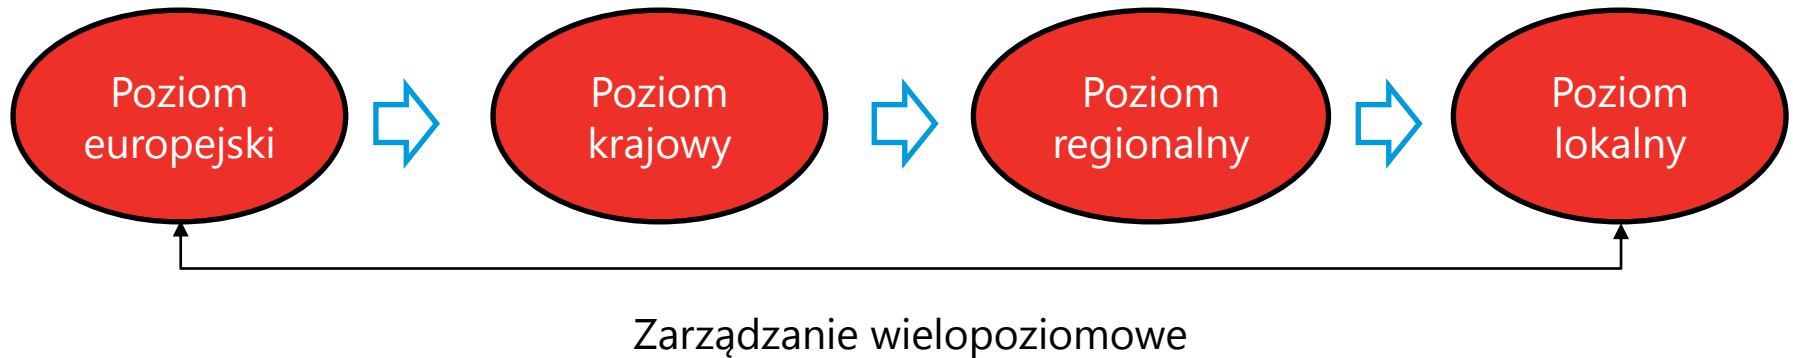 Poziom
europejski
Poziom
krajowy
Poziom
regionalny
Poziom
lokalny
Zarządzanie wielopoziomowe